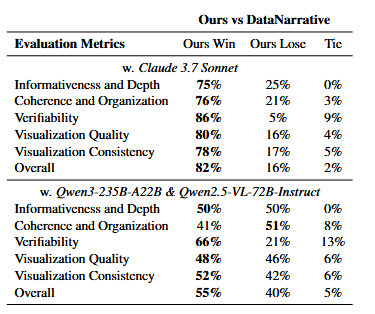 Ours vs DataNarrative
Evaluation Metrics Ours Win Ours Lose Tie
w. Claude 3.7 Sonnet
Informativeness and Depth 75% 25% 0%
Coherence and Organization 76% 21% 3%
Verifiability 86% 5% 9%
Visualization Quality 80% 16% 4%
Visualization Consistency 78% 17% 5%
Overall 82% 16% 2%
w. Qwen3-235B-A22B & Qwen2.5-VL-72B-Instruct
Informativeness and Depth 50% 50% 0%
Coherence and Organization 41% 51% 8%
Verifiability 66% 21% 13%
Visualization Quality 48% 46% 6%
Visualization Consistency 52% 42% 6%
Overall 55% 40% 5%